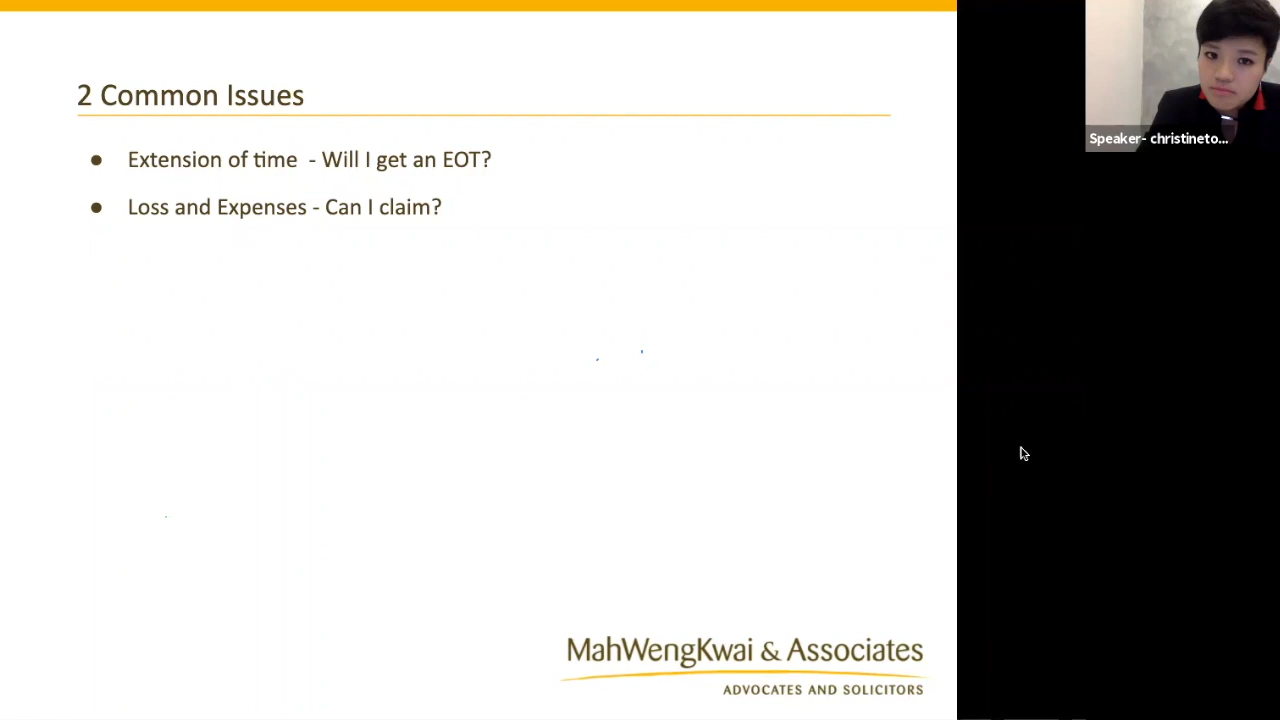 2 Common Issues
● Extension of time - Will I get an EOT?
● Loss and Expenses - Can I claim?
MahWengKwai & Associates
ADVOCATES AND SOLICITORS
Speaker- christineto...